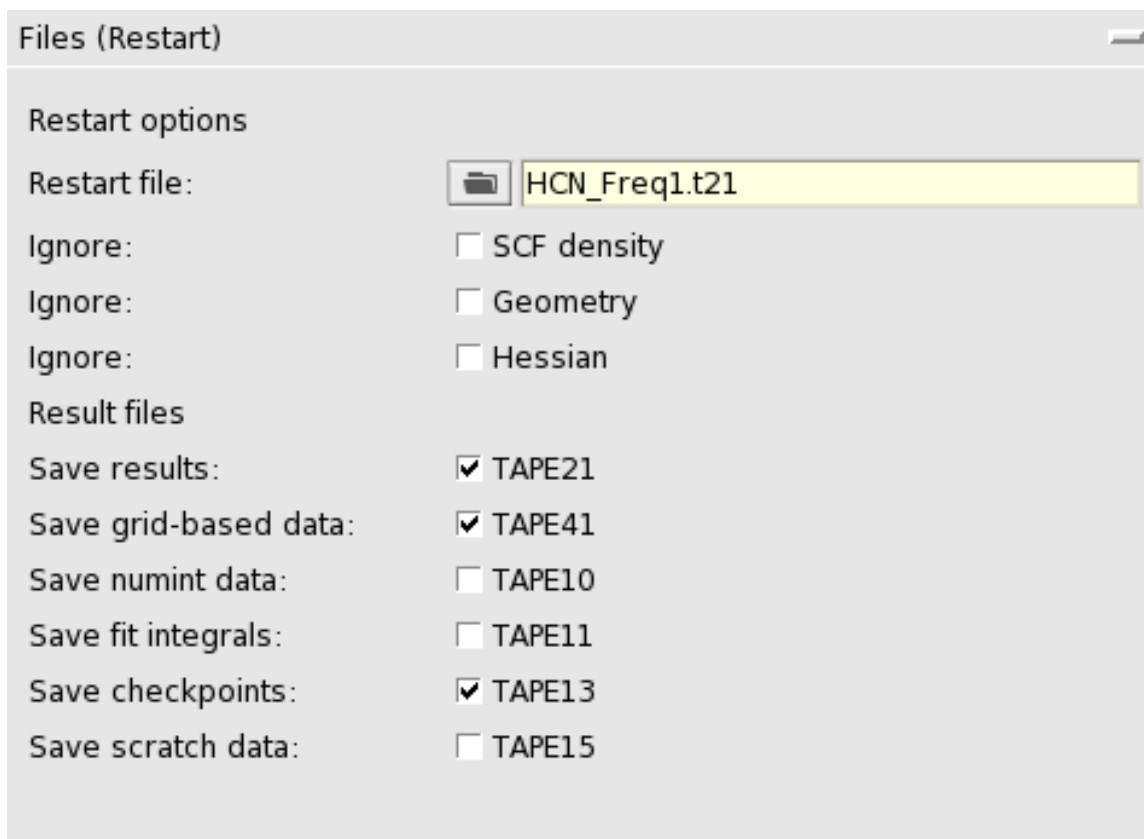 Files (Restart)
Restart options
Restart file: HCN_Freq1.t21
Ignore: SCF density
Ignore: Geometry
Ignore: Hessian
Result files
Save results: TAPE21
Save grid-based data: TAPE41
Save numint data: TAPE10
Save fit integrals: TAPE11
Save checkpoints: TAPE13
Save scratch data: TAPE15